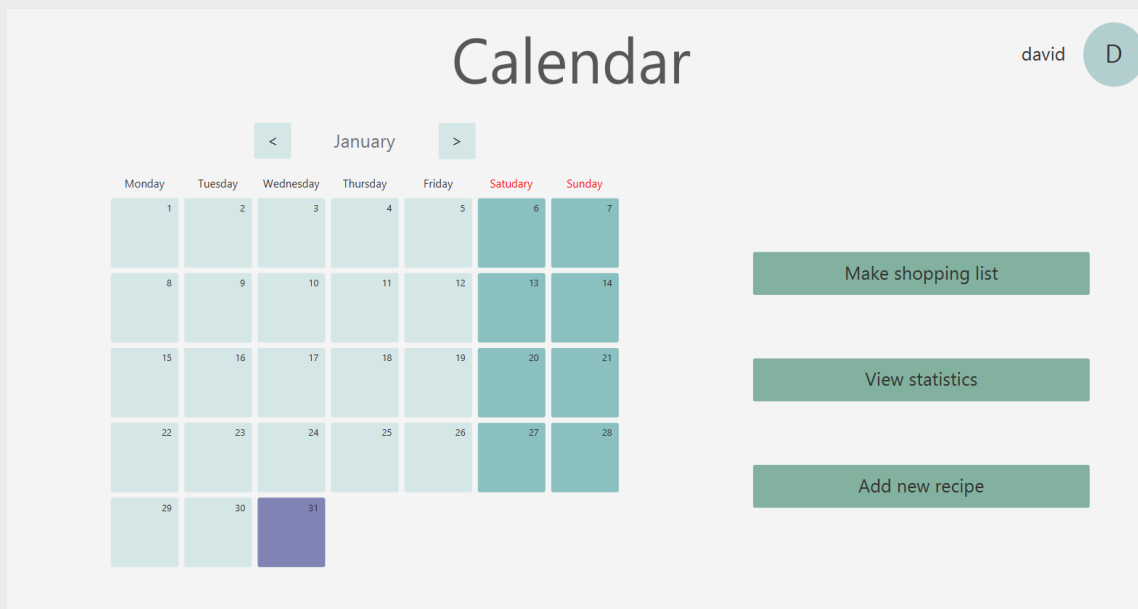 Calendar
david D
< January >
Monday Tuesday Wednesday Thursday Friday Satudary Sunday
1 2 3 4 5 6 7
8 9 10 11 12 13 14
15 16 17 18 19 20 21
22 23 24 25 26 27 28
29 30 31
Make shopping list
View statistics
Add new recipe